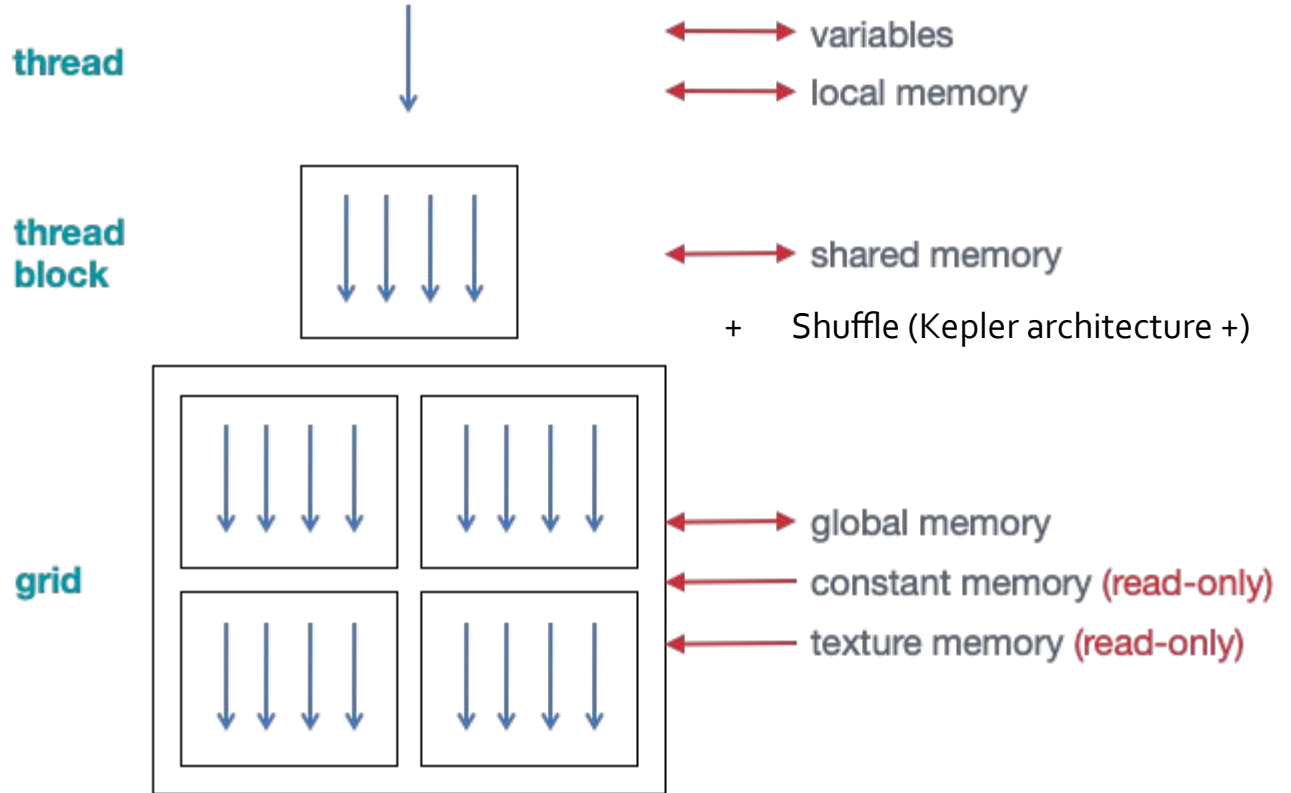 thread
variables
local memory
thread
block
shared memory
+ Shuffle (Kepler architecture +)
grid
global memory
constant memory (read-only)
texture memory (read-only)